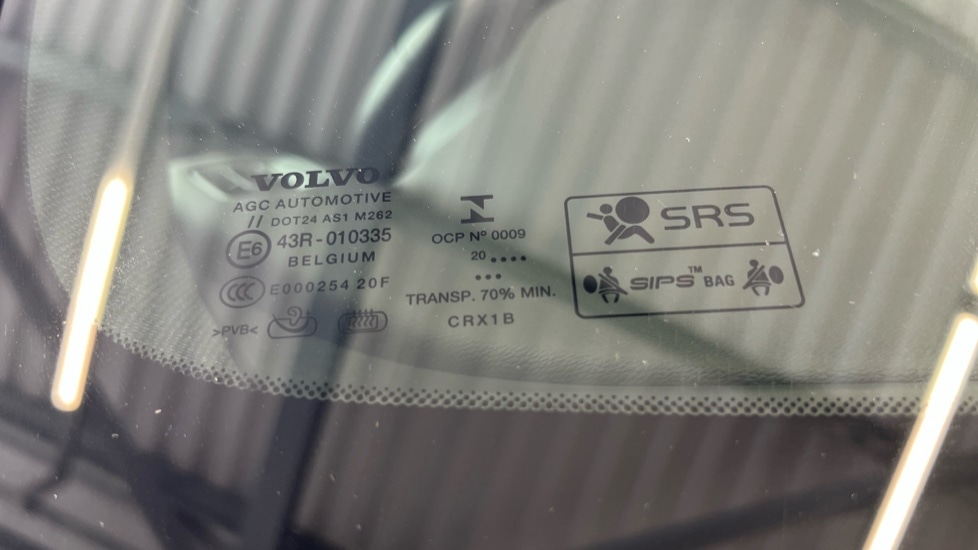 VOLVO
AGC AUTOMOTIVE
// DOT24 AS1 M262
E6 43R-010335
BELGIUM
CCC E000254 20F
>PVB<
OCP Nº 0009
20 ....
...
TRANSP. 70% MIN.
CRX1B
SRS
SIPS™ BAG